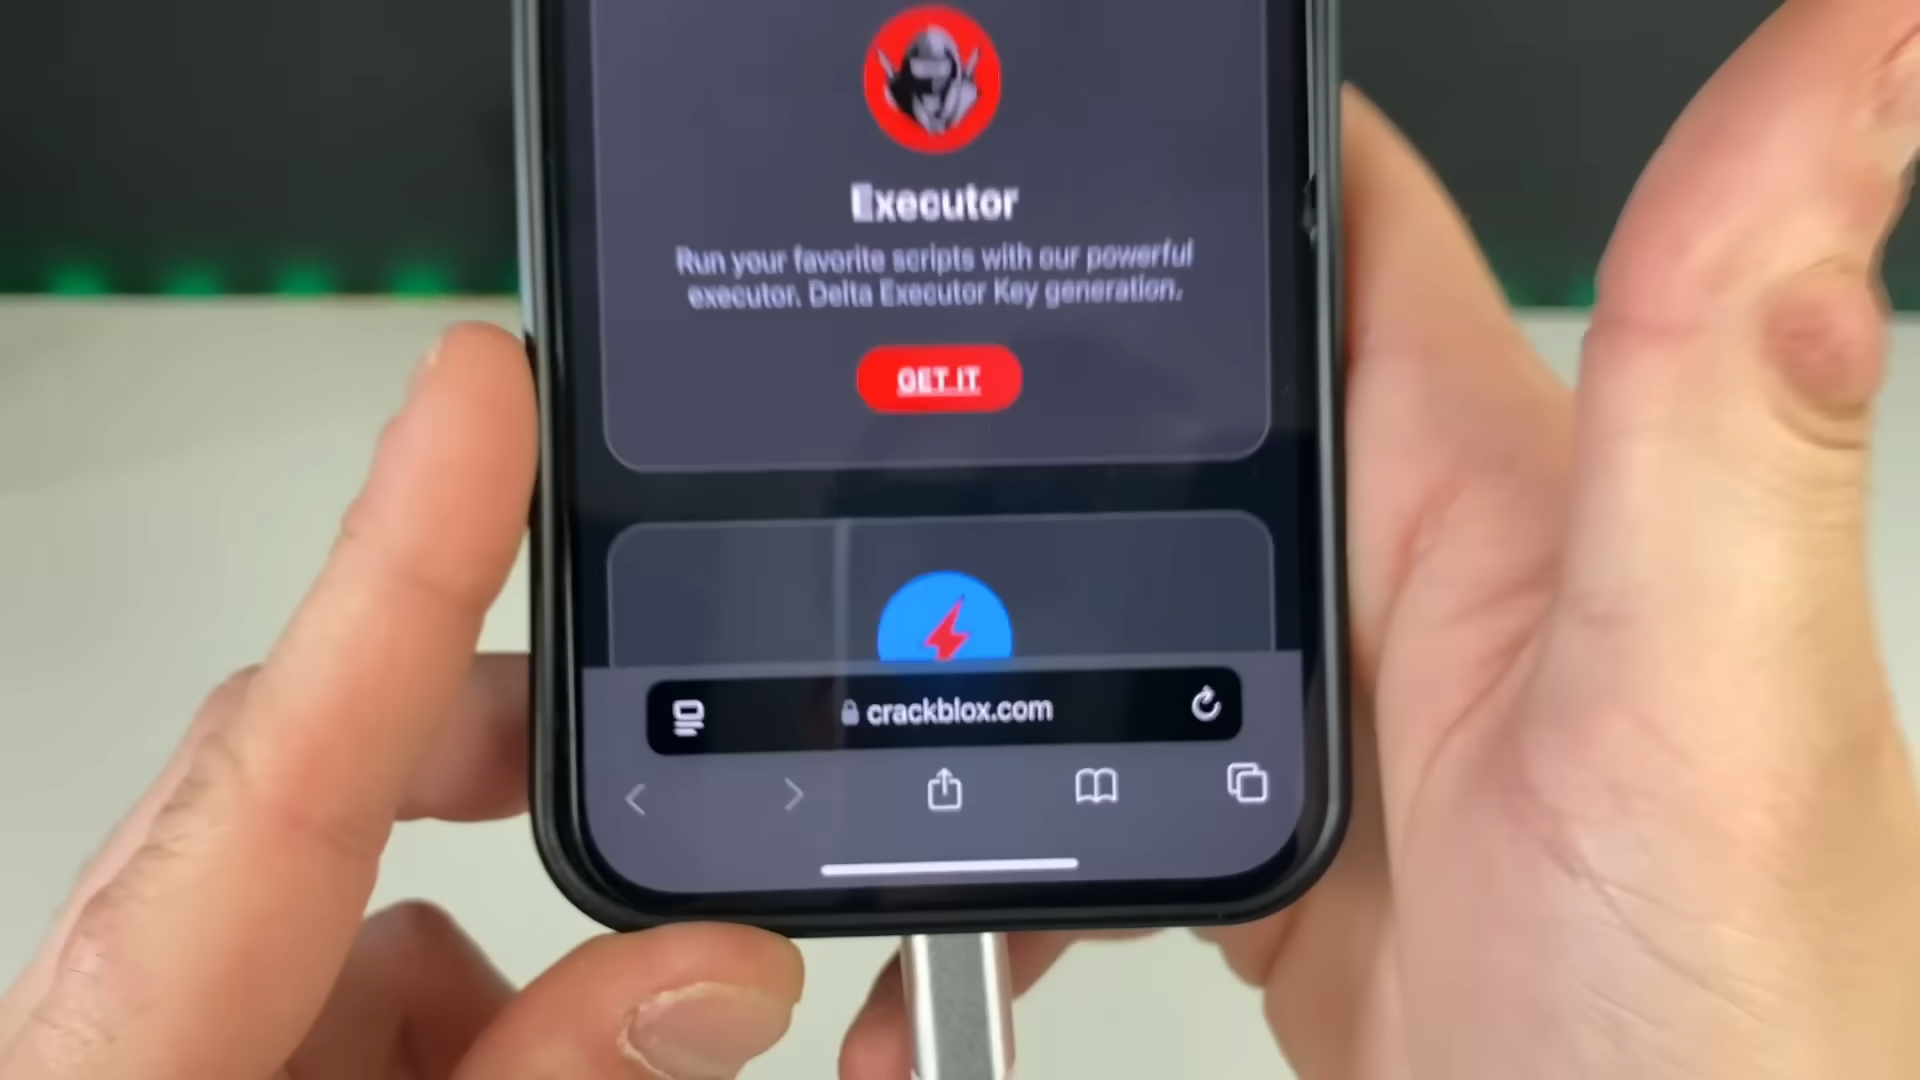 Executor
Run your favorite scripts with our powerful
executor. Delta Executor Key generation.
GET IT
crackblox.com